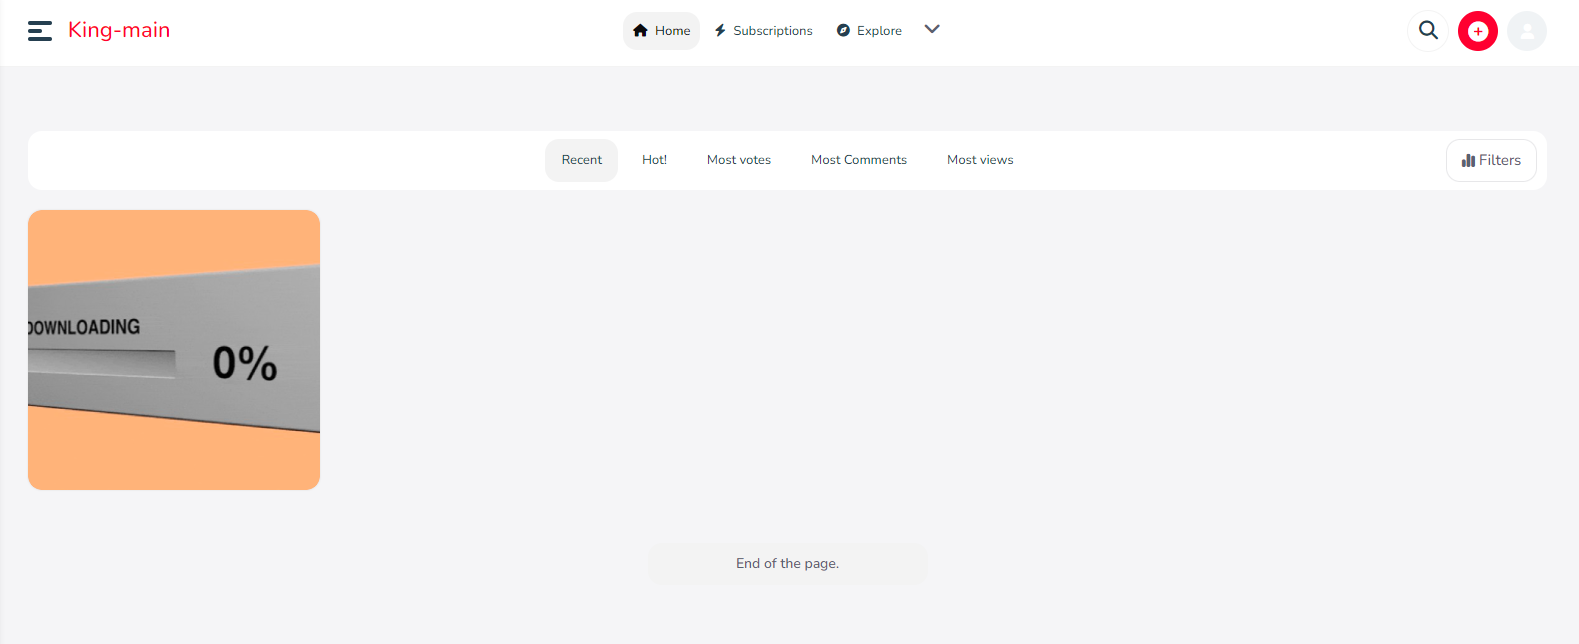 King-main
Home
Subscriptions
Explore
Recent
Hot!
Most votes
Most Comments
Most views
Filters
DOWNLOADING
0%
End of the page.